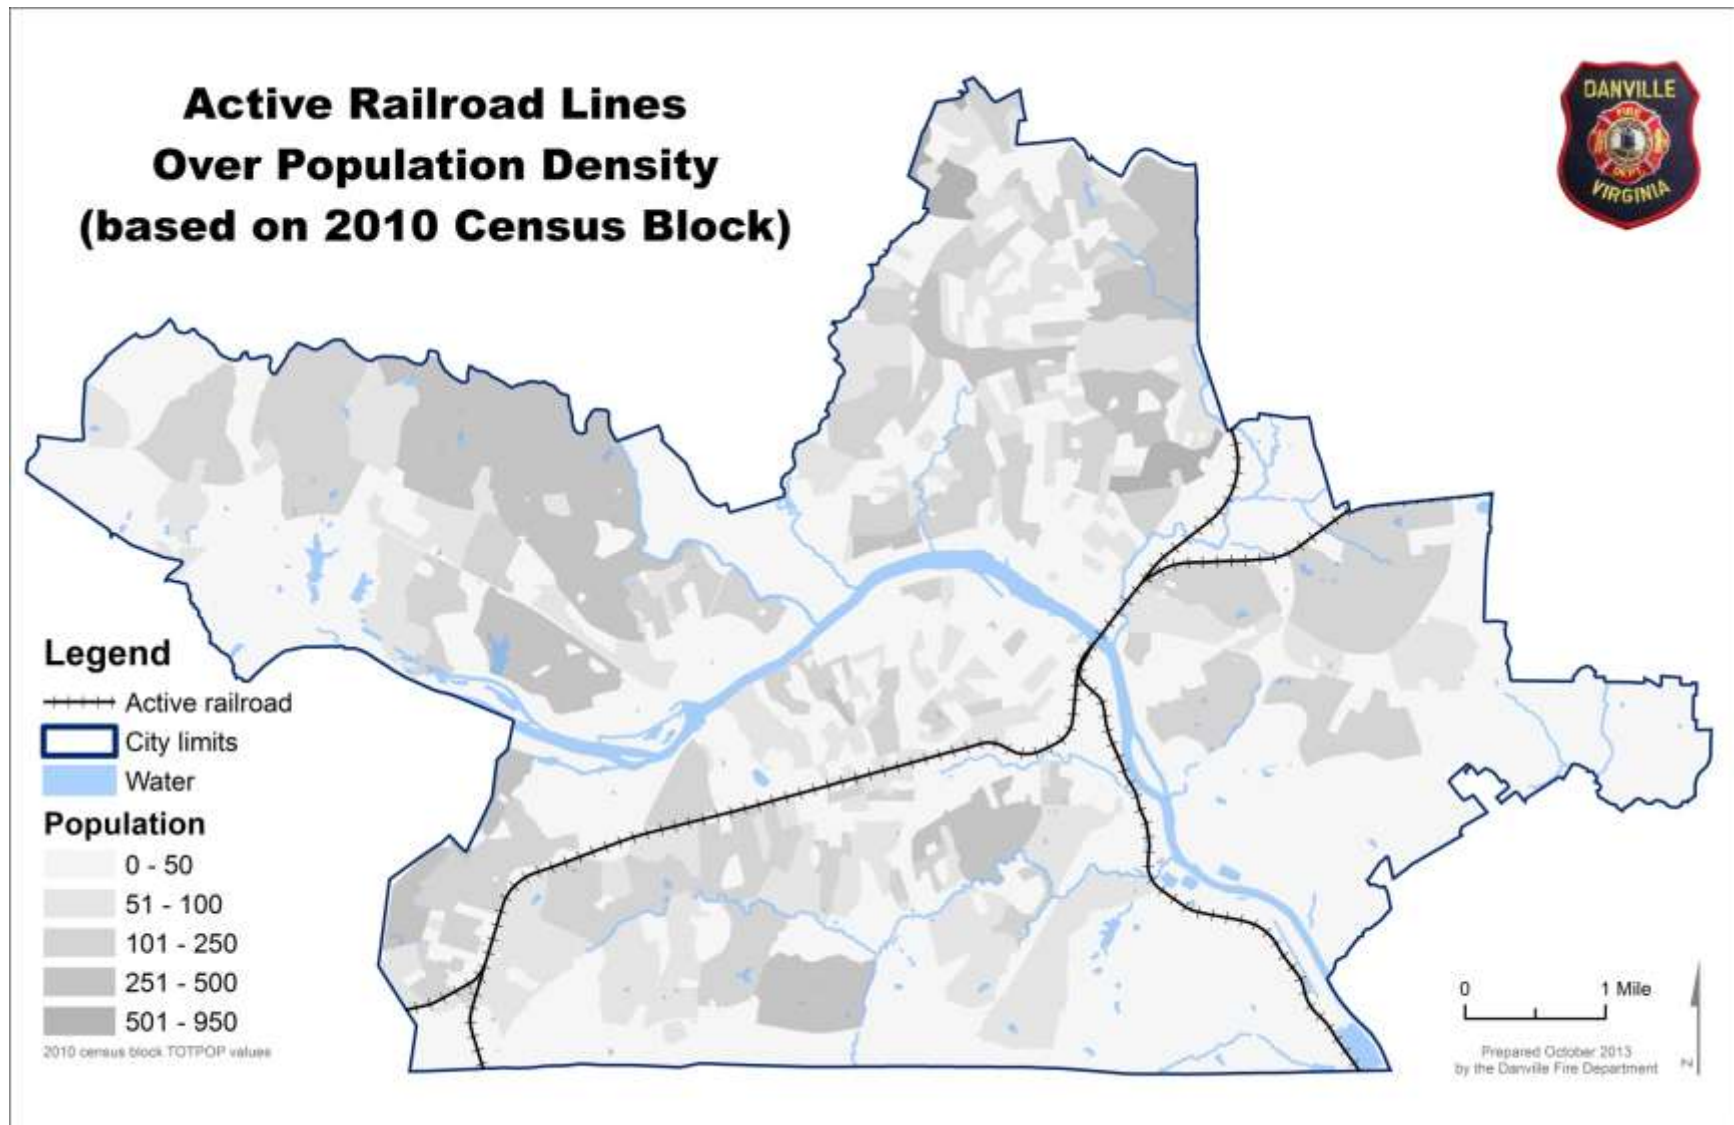 Active Railroad Lines
Over Population Density
(based on 2010 Census Block)
DANVILLE
FIRE
DEPT.
VIRGINIA
Legend
Active railroad
City limits
Water
Population
0 - 50
51 - 100
101 - 250
251 - 500
501 - 950
2010 census block TOTPOP values
0 1 Mile
Prepared October 2013
by the Danville Fire Department
N